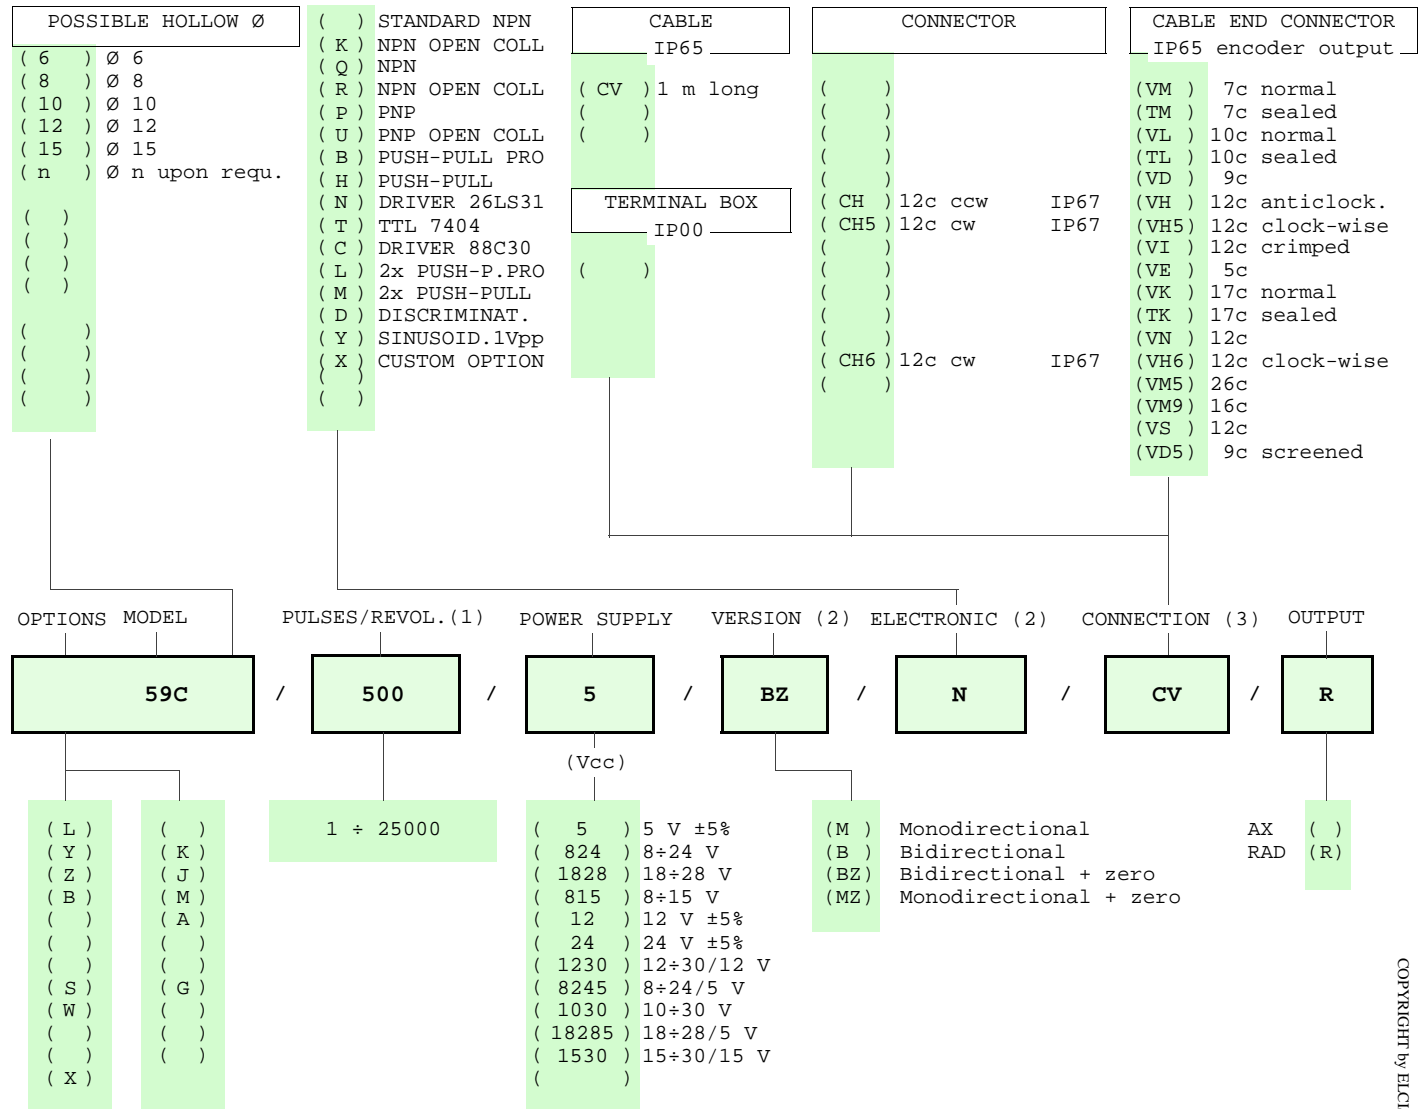 POSSIBLE HOLLOW Ø
( 6 ) Ø 6
( 8 ) Ø 8
( 10 ) Ø 10
( 12 ) Ø 12
( 15 ) Ø 15
( n ) Ø n upon requ.
( )
( )
( )
( )
( )
( )
( )
( )
( ) STANDARD NPN
( K ) NPN OPEN COLL
( Q ) NPN
( R ) NPN OPEN COLL
( P ) PNP
( U ) PNP OPEN COLL
( B ) PUSH-PULL PRO
( H ) PUSH-PULL
( N ) DRIVER 26LS31
( T ) TTL 7404
( C ) DRIVER 88C30
( L ) 2x PUSH-P.PRO
( M ) 2x PUSH-PULL
( D ) DISCRIMINAT.
( Y ) SINUSOID.1Vpp
( X ) CUSTOM OPTION
( )
( )
CABLE
IP65
( CV ) 1 m long
( )
( )
TERMINAL BOX
IP00
( )
CONNECTOR
( )
( )
( )
( )
( )
( CH ) 12c ccw IP67
( CH5 ) 12c cw IP67
( )
( )
( )
( )
( )
( CH6 ) 12c cw IP67
( )
CABLE END CONNECTOR
IP65 encoder output
(VM ) 7c normal
(TM ) 7c sealed
(VL ) 10c normal
(TL ) 10c sealed
(VD ) 9c
(VH ) 12c anticlock.
(VH5) 12c clock-wise
(VI ) 12c crimped
(VE ) 5c
(VK ) 17c normal
(TK ) 17c sealed
(VN ) 12c
(VH6) 12c clock-wise
(VM5) 26c
(VM9) 16c
(VS ) 12c
(VD5) 9c screened
OPTIONS MODEL PULSES/REVOL.(1) POWER SUPPLY VERSION (2) ELECTRONIC (2) CONNECTION (3) OUTPUT
59C / 500 / 5 / BZ / N / CV / R
(Vcc)
( L )
( Y )
( Z )
( B )
( )
( )
( )
( S )
( W )
( )
( )
( X )
( )
( K )
( J )
( M )
( A )
( )
( )
( G )
( )
( )
( )
1 ÷ 25000
( 5 ) 5 V ±5%
( 824 ) 8÷24 V
( 1828 ) 18÷28 V
( 815 ) 8÷15 V
( 12 ) 12 V ±5%
( 24 ) 24 V ±5%
( 1230 ) 12÷30/12 V
( 8245 ) 8÷24/5 V
( 1030 ) 10÷30 V
( 18285 ) 18÷28/5 V
( 1530 ) 15÷30/15 V
( )
(M ) Monodirectional
(B ) Bidirectional
(BZ) Bidirectional + zero
(MZ) Monodirectional + zero
AX ( )
RAD (R)
COPYRIGHT by ELCI